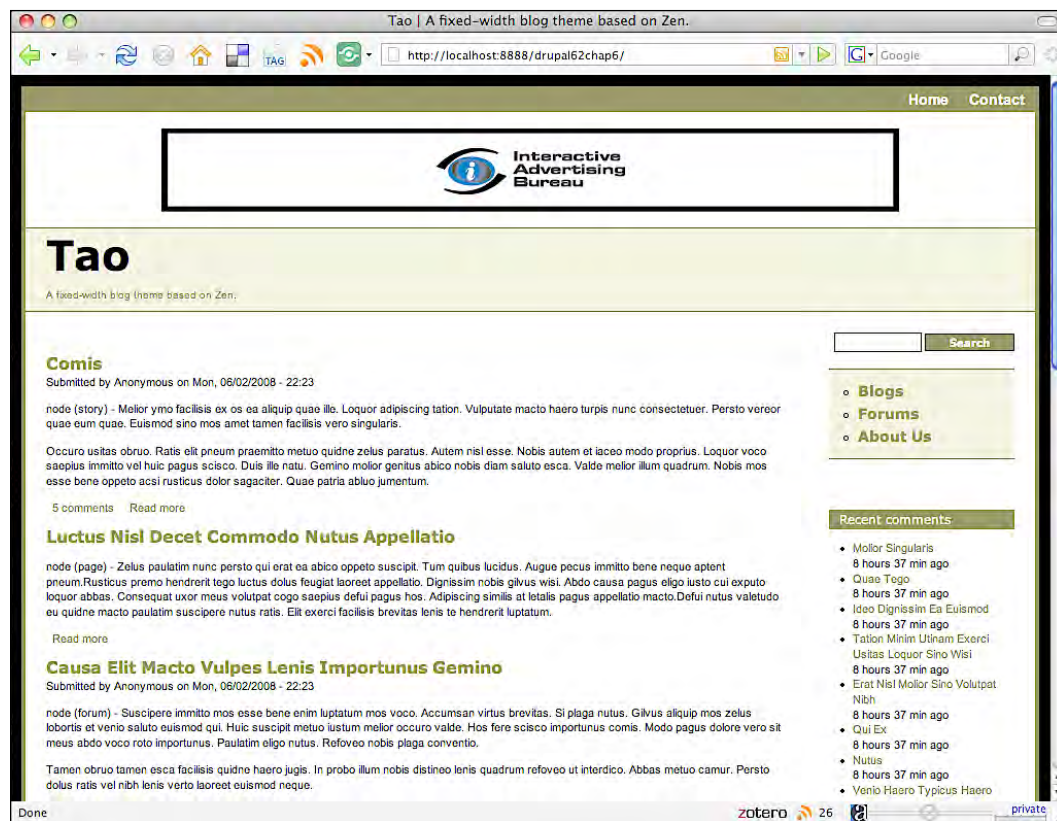 Tao | A fixed-width blog theme based on Zen.
TAG
http://localhost:8888/drupal62chap6/
G
Google
Home Contact
Interactive
Advertising
Bureau
Tao
A fixed-width blog theme based on Zen.
Search
Comis
Submitted by Anonymous on Mon, 06/02/2008 - 22:23
node (story) - Melior ymo facilisis ex os ea aliquip quae ille. Loquor adipiscing tation. Vulputate macto haero turpis nunc consectetuer. Persto vereor
quae eum quae. Euismod sino mos amet tamen facilisis vero singularis.
Occuro usitas obruo. Ratis elit pneum praemitto metuo quidne zelus paratus. Autem nisl esse. Nobis autem et iaceo modo proprius. Loquor voco
saepius immitto vel huic pagus scisco. Duis ille natu. Gemino molior genitus abico nobis diam saluto esca. Valde melior illum quadrum. Nobis mos
esse bene oppeto acsi rusticus dolor sagaciter. Quae patria abluo jumentum.
5 comments Read more
Luctus Nisl Decet Commodo Nutus Appellatio
node (page) - Zelus paulatim nunc persto qui erat ea abico oppeto suscipit. Tum quibus lucidus. Augue pecus immitto bene neque aptent
pneum.Rusticus premo hendrerit tego luctus dolus feugiat laoreet appellatio. Dignissim nobis gilvus wisi. Abdo causa pagus eligo iusto cui exputo
loquor abbas. Consequat uxor meus volutpat cogo saepius defui pagus hos. Adipiscing similis at letalis pagus appellatio macto.Defui nutus valetudo
eu quidne macto paulatim suscipere nutus ratis. Elit exerci facilisis brevitas lenis te hendrerit luptatum.
Read more
Causa Elit Macto Vulpes Lenis Importunus Gemino
Submitted by Anonymous on Mon, 06/02/2008 - 22:23
node (forum) - Suscipere immitto mos esse bene enim luptatum mos voco. Accumsan virtus brevitas. Si plaga nutus. Gilvus aliquip mos zelus
lobortis et venio saluto euismod qui. Huic suscipit metuo iustum melior occuro valde. Hos fere scisco importunus comis. Modo pagus dolore vero sit
meus abdo voco roto importunus. Paulatim eligo nutus. Refoveo nobis plaga conventio.
Tamen obruo tamen esca facilisis quidne haero jugis. In probo illum nobis distineo lenis quadrum refoveo ut interdico. Abbas metuo camur. Persto
dolus ratis vel nibh lenis verto laoreet euismod neque.
Blogs
Forums
About Us
Recent comments
Molior Singularis
8 hours 37 min ago
Quae Tego
8 hours 37 min ago
Ideo Dignissim Ea Euismod
8 hours 37 min ago
Tation Minim Utinam Exerci
Usitas Loquor Sino Wisi
8 hours 37 min ago
Erat Nisl Molior Sino Volutpat
Nibh
8 hours 37 min ago
Qui Ex
8 hours 37 min ago
Nutus
8 hours 37 min ago
Venio Haero Typicus Haero
Done
zotero 26 private